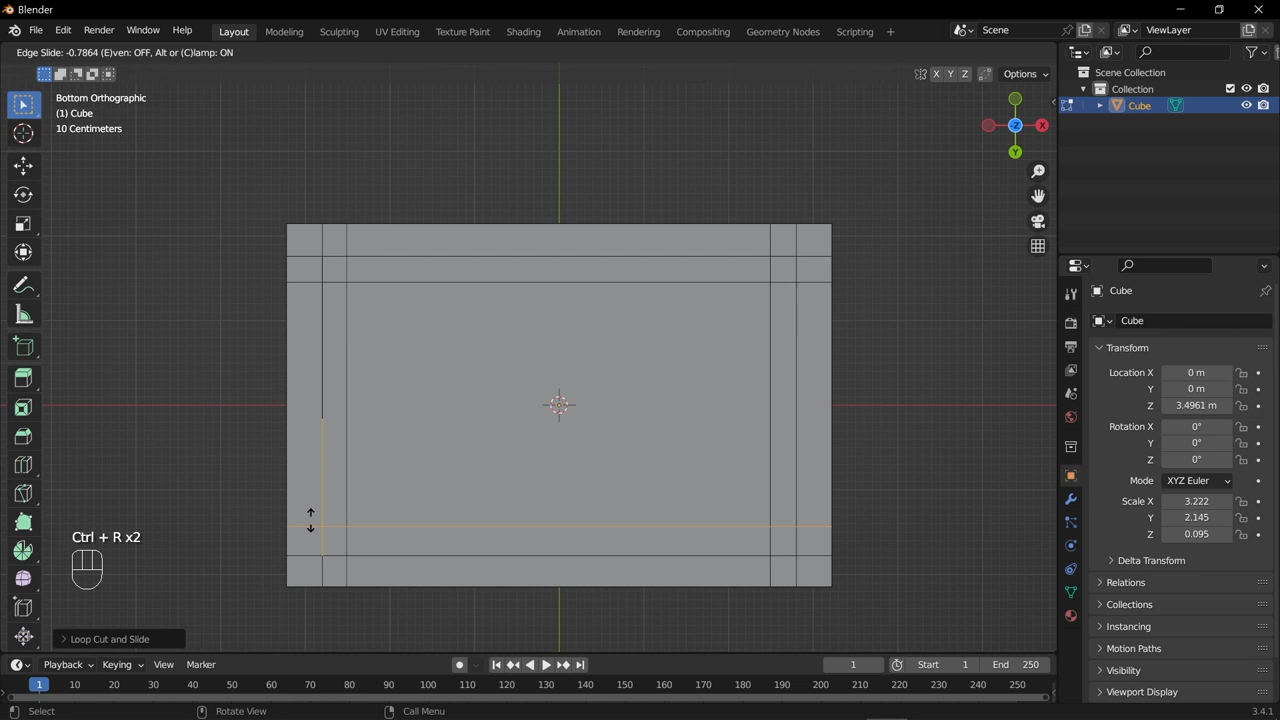 Blender
File Edit Render Window Help
Layout Modeling Sculpting UV Editing Texture Paint Shading Animation Rendering Compositing Geometry Nodes Scripting +
Scene
ViewLayer
Edge Slide: -0.7864 (E)ven: OFF, Alt or (C)lamp: ON
X Y Z
Options
Bottom Orthographic
(1) Cube
10 Centimeters
-Z
X
Y
Scene Collection
Collection
Cube
Cube
Cube
Transform
Location X 0 m
Y 0 m
Z 3.4961 m
Rotation X 0°
Y 0°
Z 0°
Mode XYZ Euler
Scale X 3.222
Y 2.145
Z 0.095
Delta Transform
Relations
Collections
Instancing
Motion Paths
Visibility
Viewport Display
Ctrl + R x2
Loop Cut and Slide
Playback Keying View Marker
1 Start 1 End 250
1 10 20 30 40 50 60 70 80 90 100 110 120 130 140 150 160 170 180 190 200 210 220 230 240 250
Select Rotate View Call Menu 3.4.1